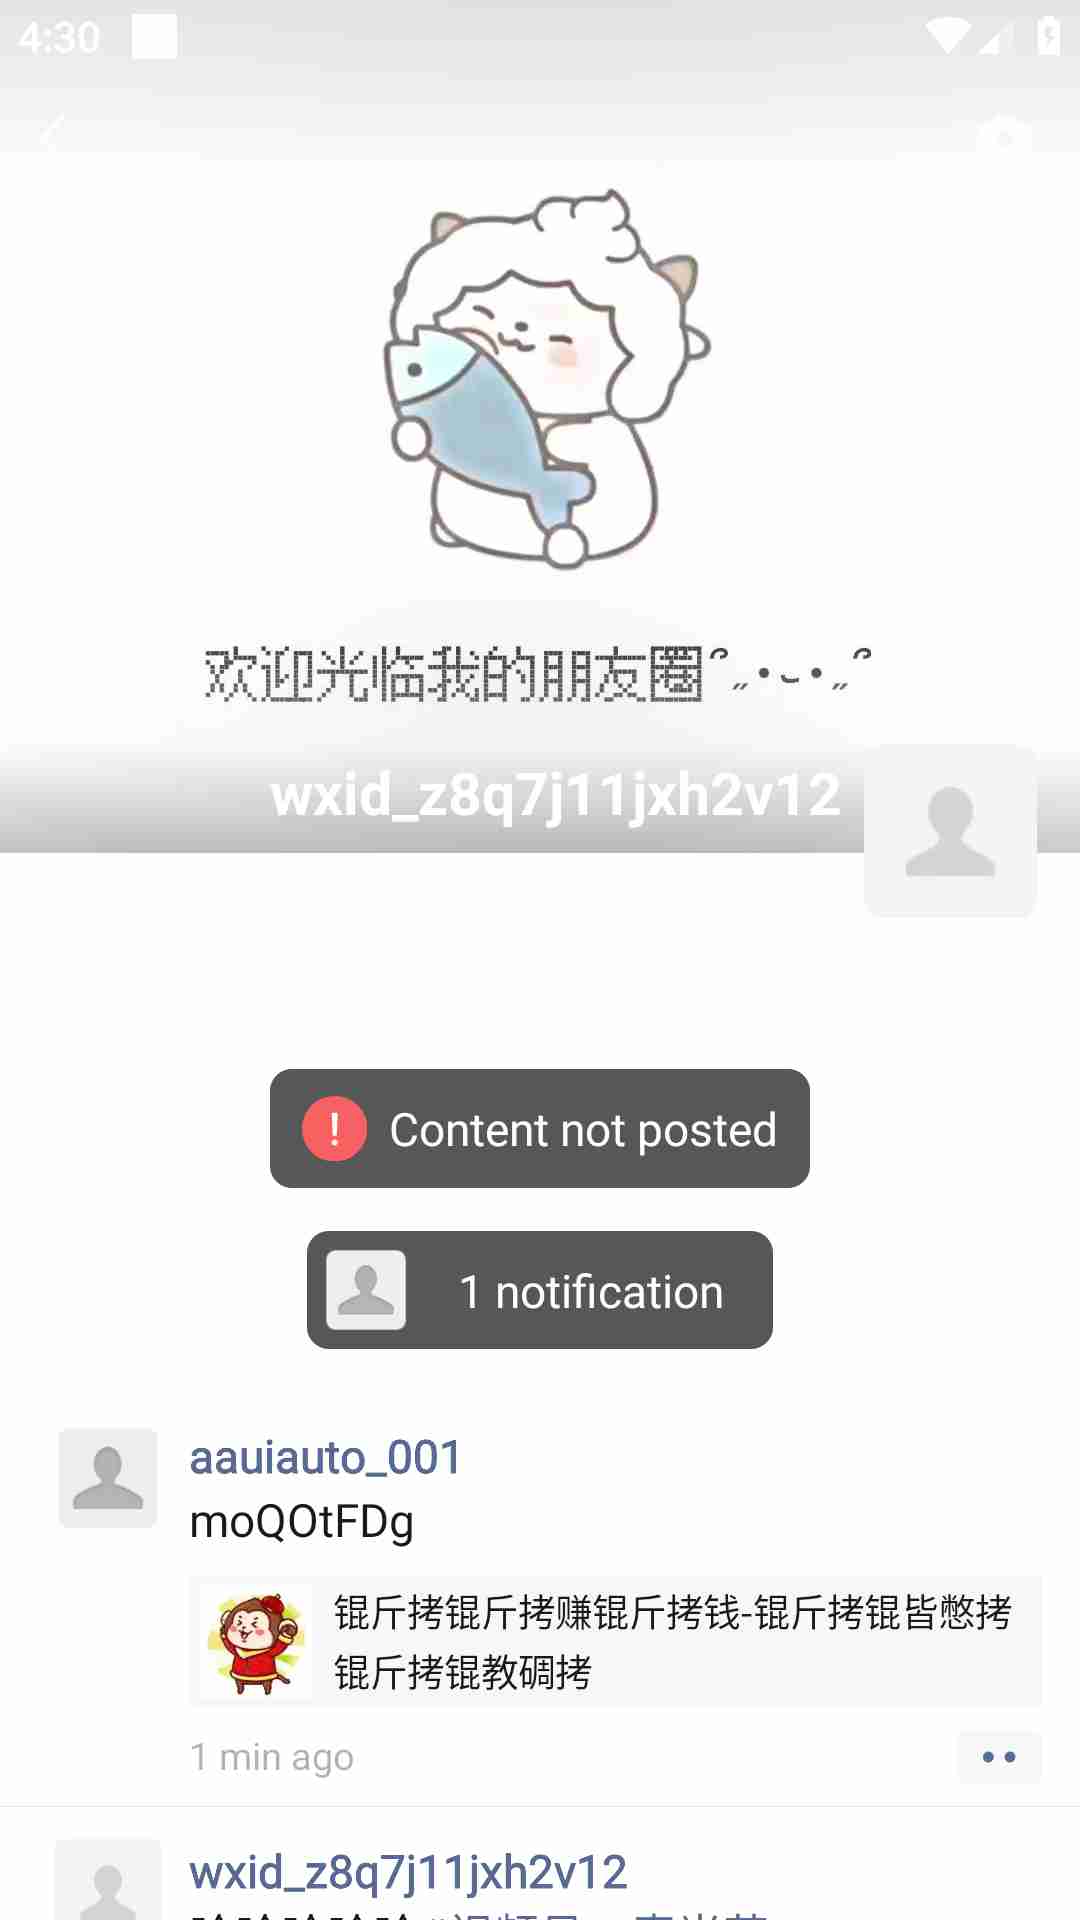 4:30
欢迎光临我的朋友圈
wxid_z8q7j11jxh2v12
! Content not posted
1 notification
aauiauto_001
moQOtFDg
锟斤拷锟斤拷赚锟斤拷钱-锟斤拷锟皆憋拷
锟斤拷锟教碉拷
1 min ago
wxid_z8q7j11jxh2v12